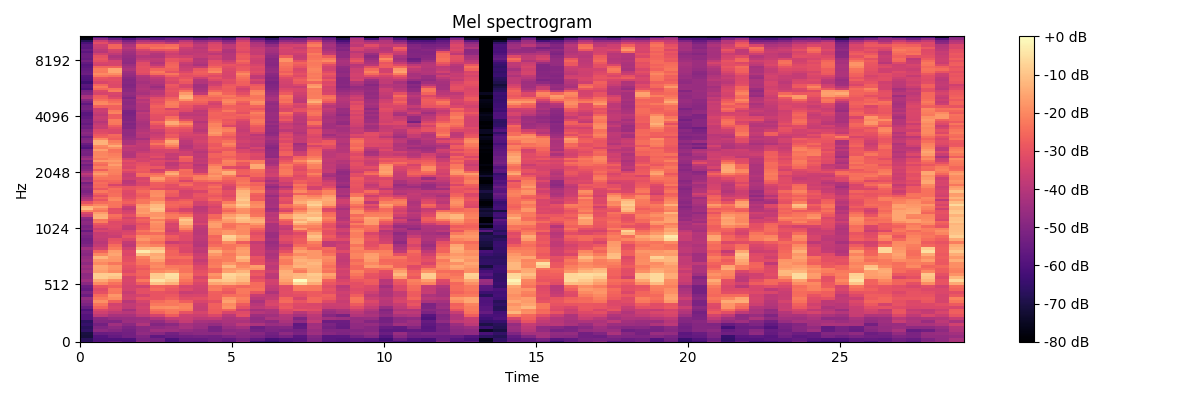 Mel spectrogram
8192
4096
2048
1024
512
0
Hz
0 5 10 15 20 25
Time
+0 dB
-10 dB
-20 dB
-30 dB
-40 dB
-50 dB
-60 dB
-70 dB
-80 dB